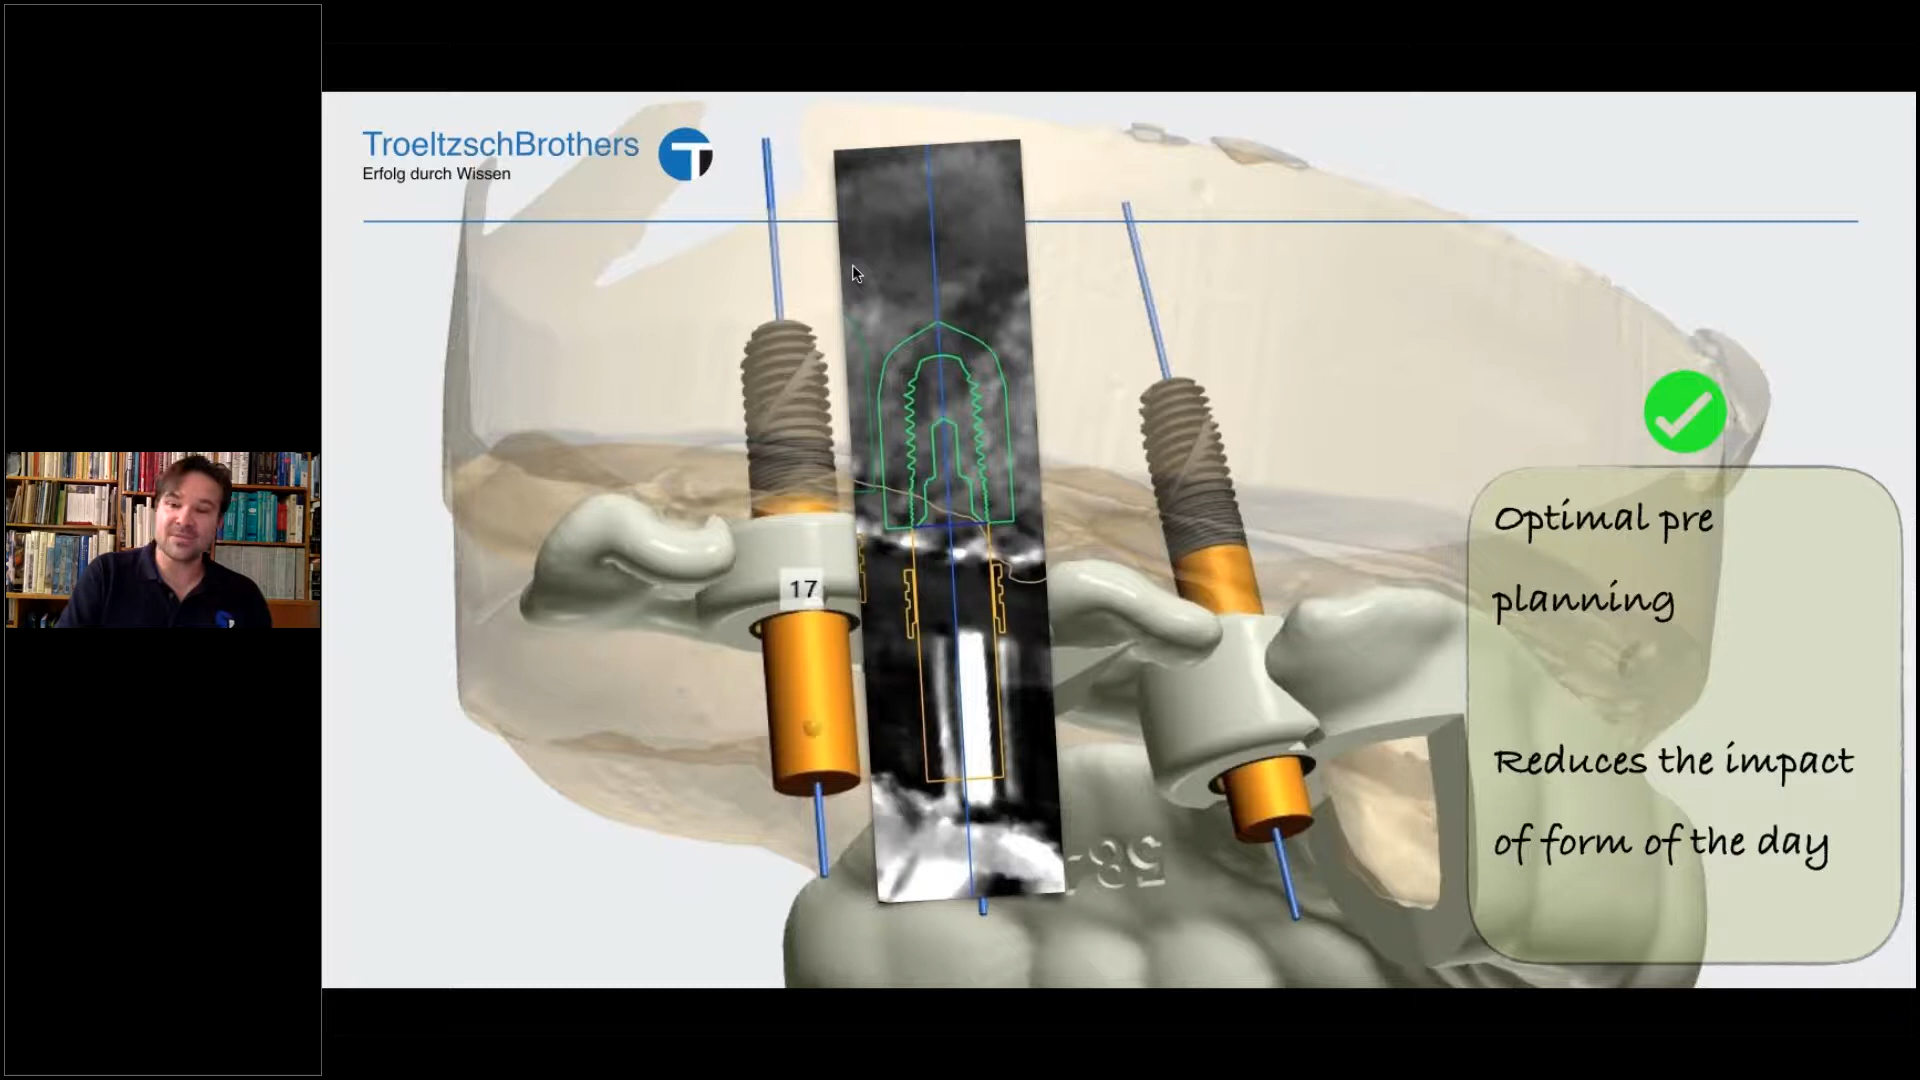 TroeltzschBrothers
Erfolg durch Wissen
17
Optimal pre
planning
Reduces the impact
of form of the day